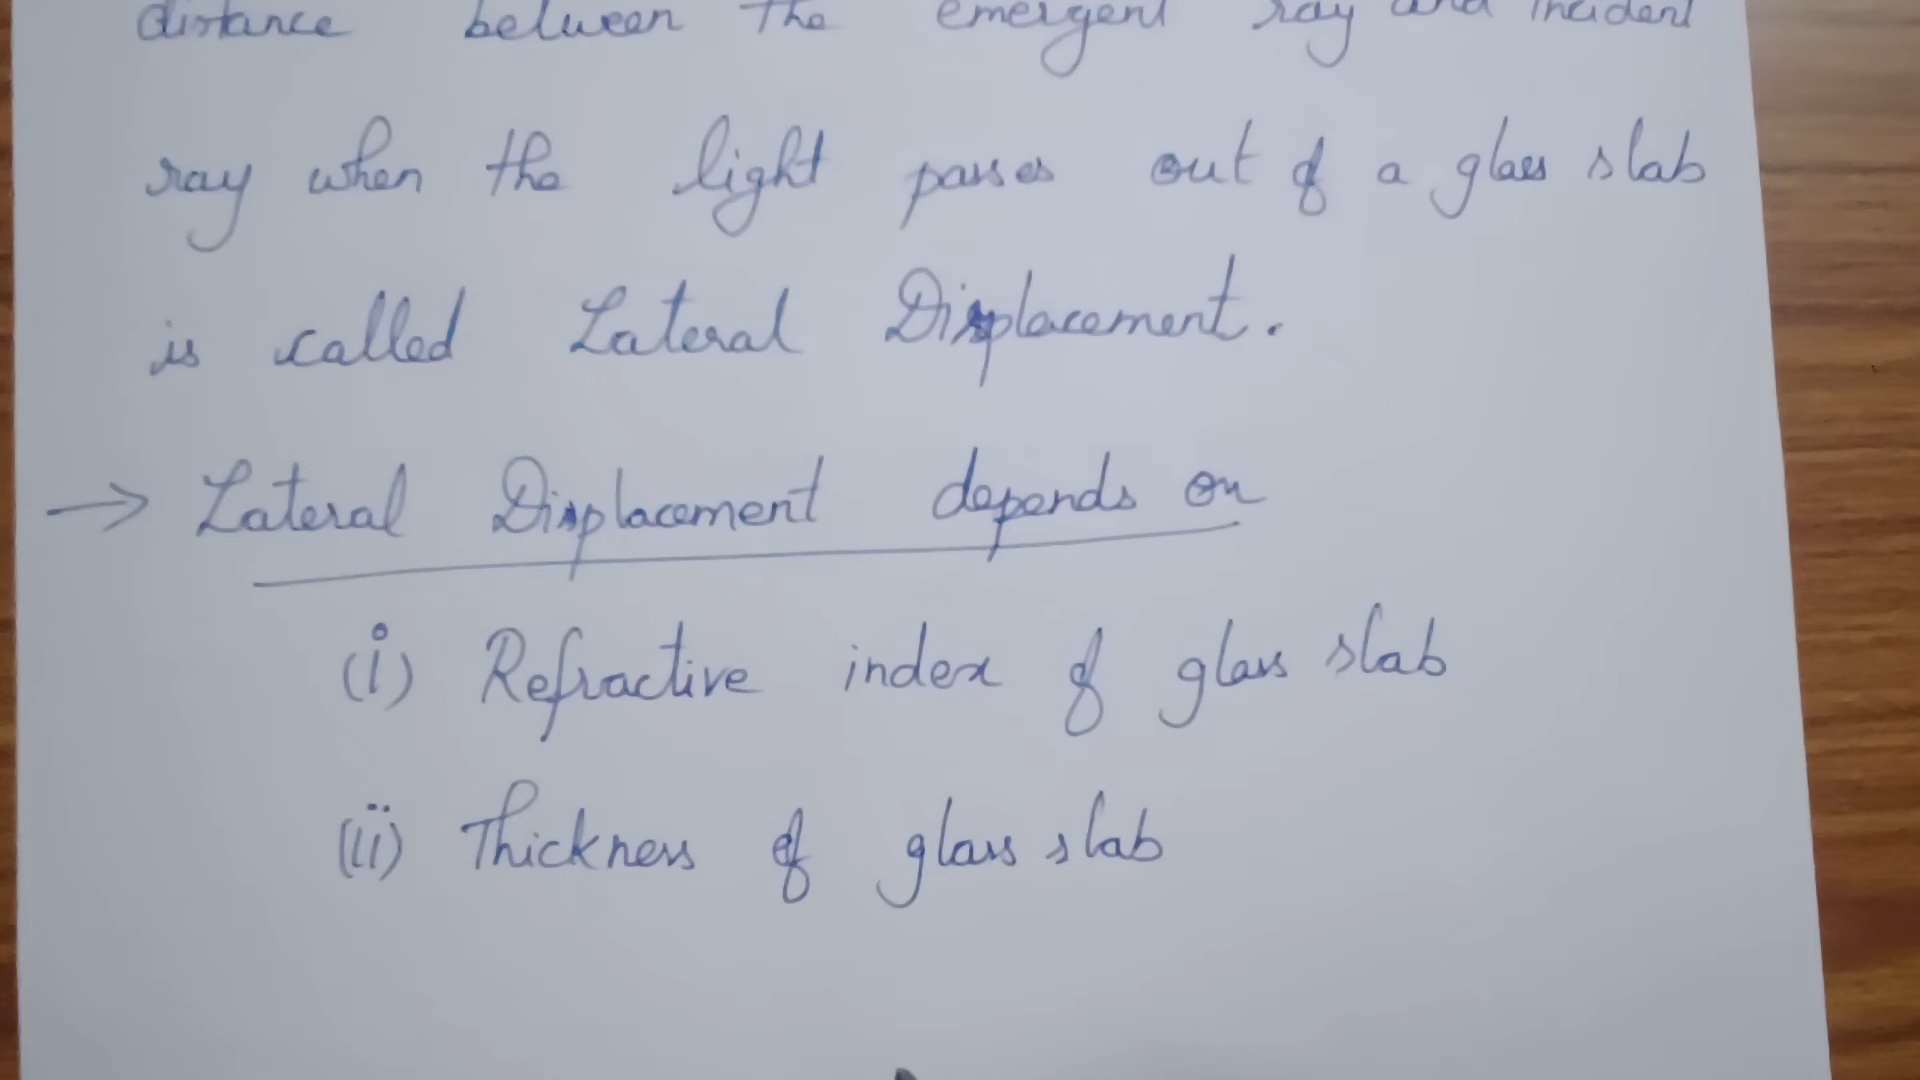 distance between the emergent ray and incident
ray when the light passes out of a glass slab
is called Lateral Displacement.
→ Lateral Displacement depends on
(i) Refractive index of glass slab
(ii) Thickness of glass slab